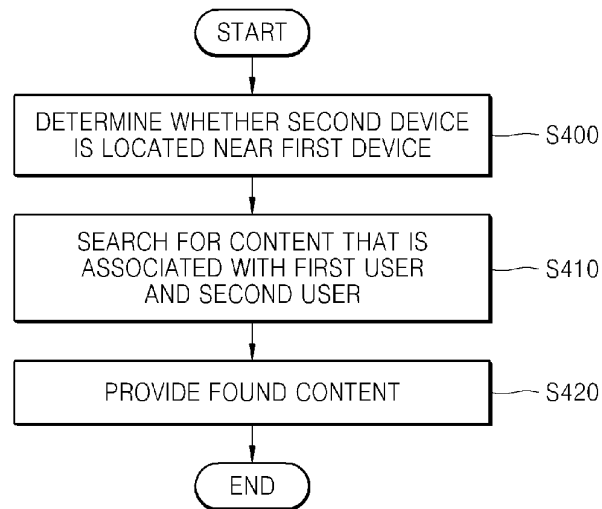 START
DETERMINE WHETHER SECOND DEVICE
IS LOCATED NEAR FIRST DEVICE
S400
SEARCH FOR CONTENT THAT IS
ASSOCIATED WITH FIRST USER
AND SECOND USER
S410
PROVIDE FOUND CONTENT
S420
END